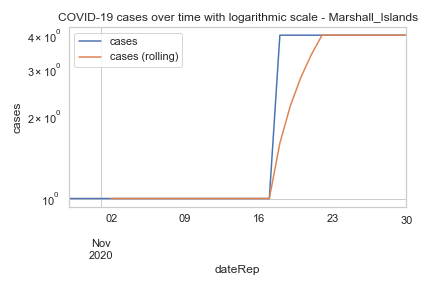 COVID-19 cases over time with logarithmic scale - Marshall_Islands
cases
cases (rolling)
4 × 10⁰
3 × 10⁰
2 × 10⁰
10⁰
cases
02 09 16 23 30
Nov
2020
dateRep